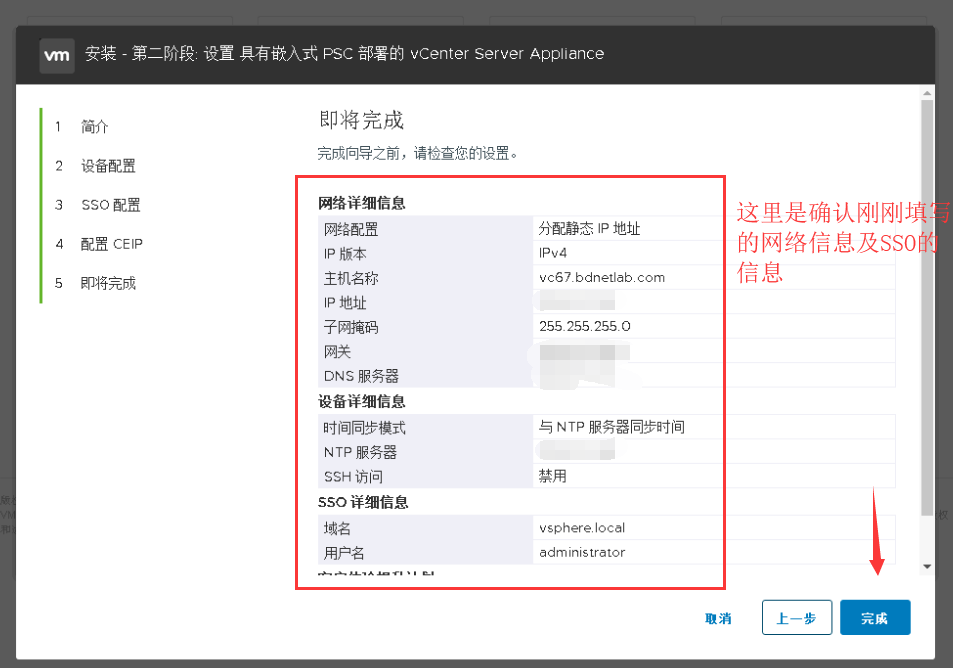 vm 安装 - 第二阶段: 设置 具有嵌入式 PSC 部署的 vCenter Server Appliance
1 简介
2 设备配置
3 SSO 配置
4 配置 CEIP
5 即将完成
即将完成
完成向导之前，请检查您的设置。
网络详细信息
网络配置 分配静态 IP 地址
IP 版本 IPv4
主机名称 vc67.bdnetlab.com
IP 地址
子网掩码 255.255.255.0
网关
DNS 服务器
设备详细信息
时间同步模式 与 NTP 服务器同步时间
NTP 服务器
SSH 访问 禁用
SSO 详细信息
域名 vsphere.local
用户名 administrator
这里是确认刚刚填写
的网络信息及SSO的
信息
取消 上一步 完成